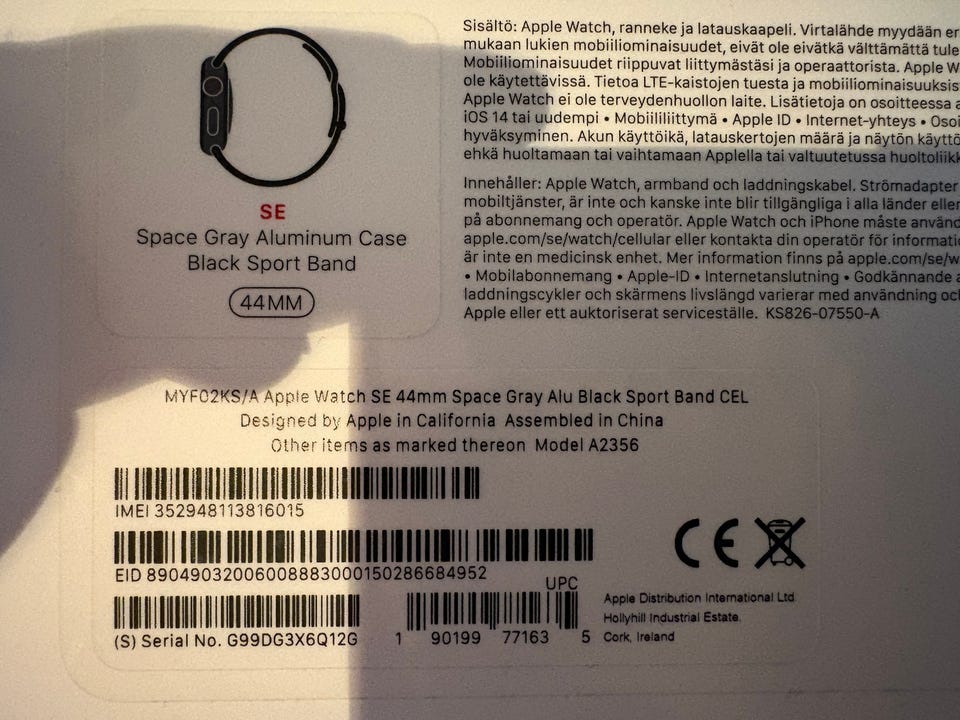 SE
Space Gray Aluminum Case
Black Sport Band
44MM
Sisältö: Apple Watch, ranneke ja latauskaapeli. Virtalähde myydään er
mukaan lukien mobiiliominaisuudet, eivät ole eivätkä välttämättä tule
Mobiiliominaisuudet riippuvat liittymästäsi ja operaattorista. Apple W
ole käytettävissä. Tietoa LTE-kaistojen tuesta ja mobiiliominaisuuksis
Apple Watch ei ole terveydenhuollon laite. Lisätietoja on osoitteessa a
iOS 14 tai uudempi • Mobiililiittymä • Apple ID • Internet-yhteys • Osoi
hyväksyminen. Akun käyttöikä, latauskertojen määrä ja näytön käyttö
ehkä huoltamaan tai vaihtamaan Applella tai valtuutetussa huoltoliikk
Innehåller: Apple Watch, armband och laddningskabel. Strömadapter
mobiltjänster, är inte och kanske inte blir tillgängliga i alla länder eller
på abonnemang och operatör. Apple Watch och iPhone måste använd
apple.com/se/watch/cellular eller kontakta din operatör för informatio
är inte en medicinsk enhet. Mer information finns på apple.com/se/w
• Mobilabonnemang • Apple-ID • Internetanslutning • Godkännande a
laddningscykler och skärmens livslängd varierar med användning och
Apple eller ett auktoriserat serviceställe. KS826-07550-A
MYF02KS/A Apple Watch SE 44mm Space Gray Alu Black Sport Band CEL
Designed by Apple in California Assembled in China
Other items as marked thereon Model A2356
IMEI 352948113816015
EID 89049032006008883000150286684952
UPC
(S) Serial No. G99DG3X6Q12G
1 90199 77163 5
CE
Apple Distribution International Ltd
Hollyhill Industrial Estate.
Cork, Ireland